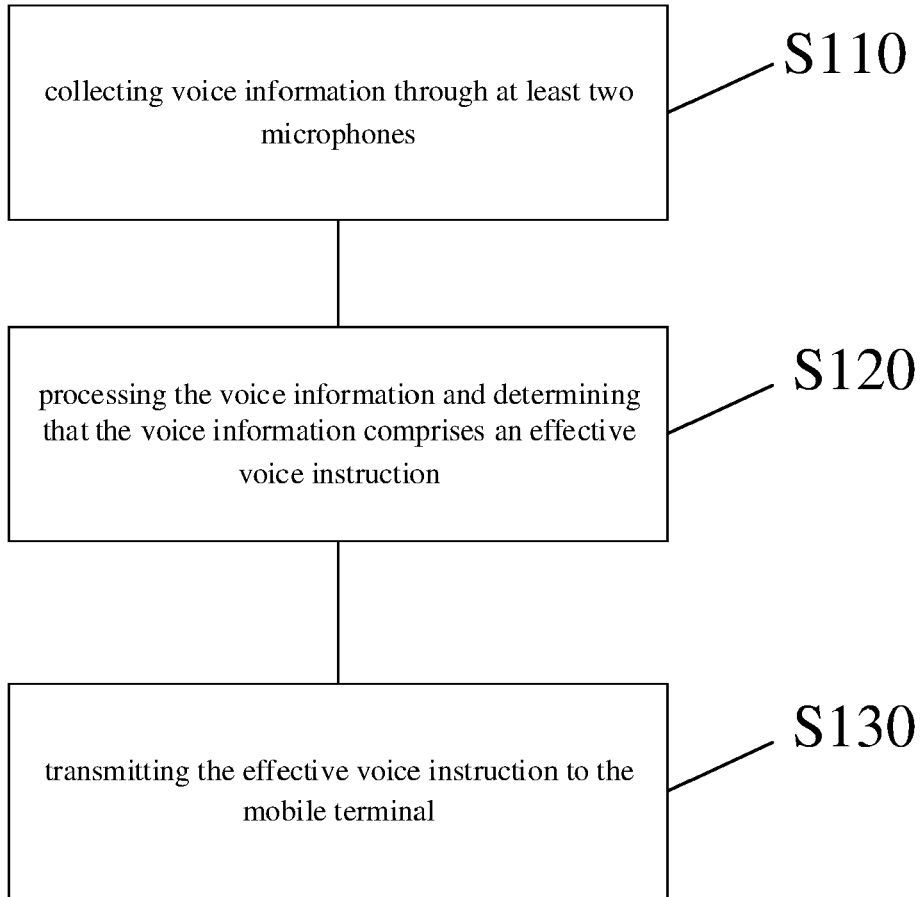 S110
collecting voice information through at least two
microphones
S120
processing the voice information and determining
that the voice information comprises an effective
voice instruction
S130
transmitting the effective voice instruction to the
mobile terminal